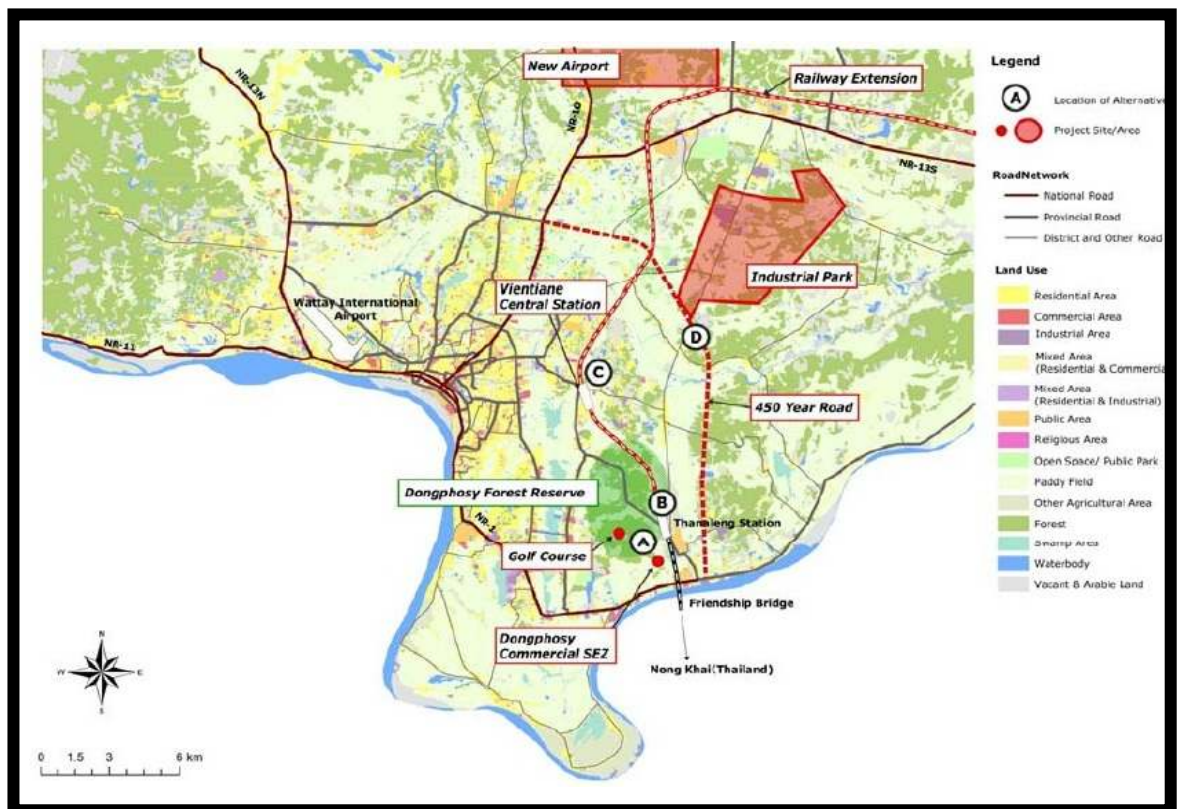 New Airport
Railway Extension
NR-13N
NR-10
NR-13S
Industrial Park
Vientiane
Central Station
Wattay International
Airport
NR-11
D
C
450 Year Road
Dongphosy Forest Reserve
B
Thanaleng Station
NR-1
A
Golf Course
Friendship Bridge
Dongphosy
Commercial SEZ
Nong Khai(Thailand)
N
W
E
S
0 1.5 3 6 km
Legend
A Location of Alternative
Project Site/Area
RoadNetwork
National Road
Provincial Road
District and Other Road
Land Use
Residential Area
Commercial Area
Industrial Area
Mixed Area
(Residential & Commercia
Mixed Area
(Residential & Industrial)
Public Area
Religious Area
Open Space/ Public Park
Paddy Field
Other Agricultural Area
Forest
Swamp Area
Waterbody
Vacant & Arable Land